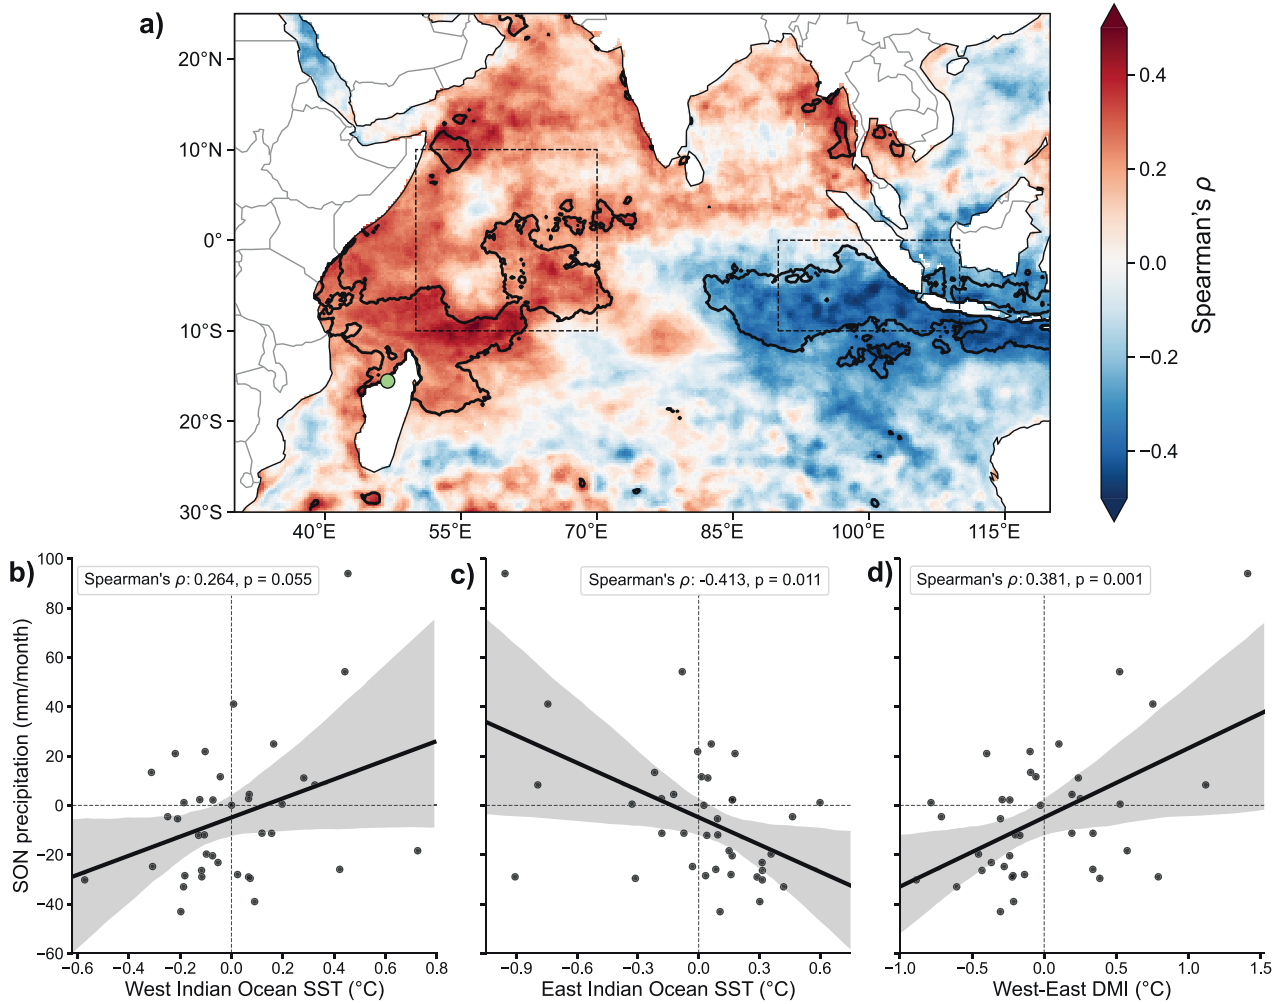 a)
20°N
10°N
0°
10°S
20°S
30°S
40°E
55°E
70°E
85°E
100°E
115°E
0.4
0.2
0.0
−0.2
−0.4
Spearman's ρ
b)
Spearman's ρ: 0.264, p = 0.055
c)
Spearman's ρ: -0.413, p = 0.011
d)
Spearman's ρ: 0.381, p = 0.001
SON precipitation (mm/month)
100
80
60
40
20
0
−20
−40
−60
−0.6
−0.4
−0.2
0.0
0.2
0.4
0.6
0.8
West Indian Ocean SST (°C)
−0.9
−0.6
−0.3
0.0
0.3
0.6
East Indian Ocean SST (°C)
−1.0
−0.5
0.0
0.5
1.0
1.5
West-East DMI (°C)